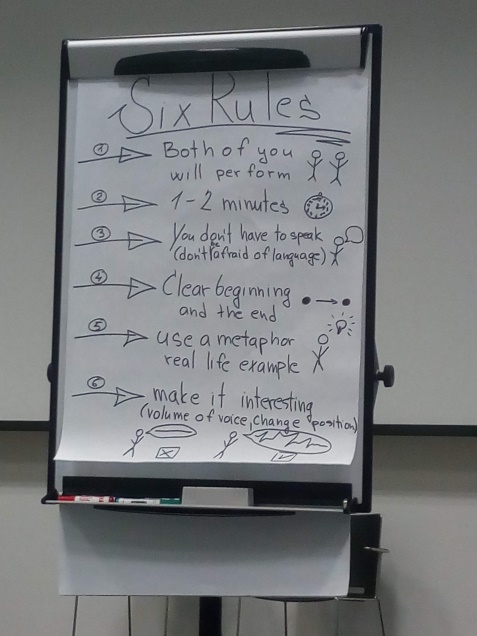 Six Rules
1 Both of you
will perform
2 1-2 minutes
3 You don't have to speak
(don't be afraid of language)
4 Clear beginning
and the end
5 use a metaphor
real life example
6 make it interesting
(volume of voice, change position)